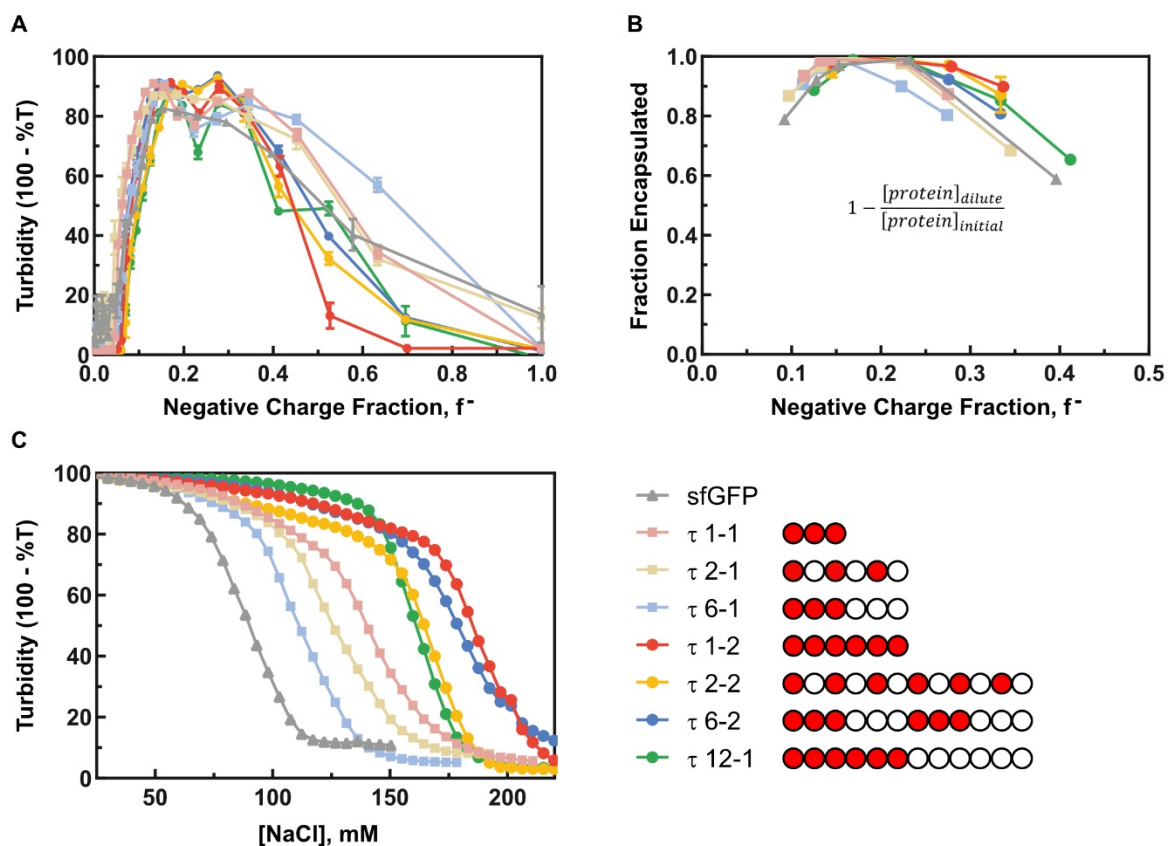 A
Turbidity (100 - %T)
100
80
60
40
20
0
0.0 0.2 0.4 0.6 0.8 1.0
Negative Charge Fraction, f⁻
B
Fraction Encapsulated
1.0
0.8
0.6
0.4
0.2
0.0
1 − [protein]dilute
[protein]initial
0.0 0.1 0.2 0.3 0.4 0.5
Negative Charge Fraction, f⁻
C
Turbidity (100 - %T)
100
80
60
40
20
0
50 100 150 200
[NaCl], mM
sfGFP
τ 1-1
τ 2-1
τ 6-1
τ 1-2
τ 2-2
τ 6-2
τ 12-1